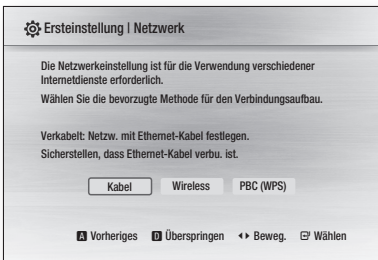 Ersteinstellung | Netzwerk
Die Netzwerkeinstellung ist für die Verwendung verschiedener
Internetdienste erforderlich.
Wählen Sie die bevorzugte Methode für den Verbindungsaufbau.
Verkabelt: Netzw. mit Ethernet-Kabel festlegen.
Sicherstellen, dass Ethernet-Kabel verbu. ist.
Kabel Wireless PBC (WPS)
A Vorheriges D Überspringen Beweg. Wählen